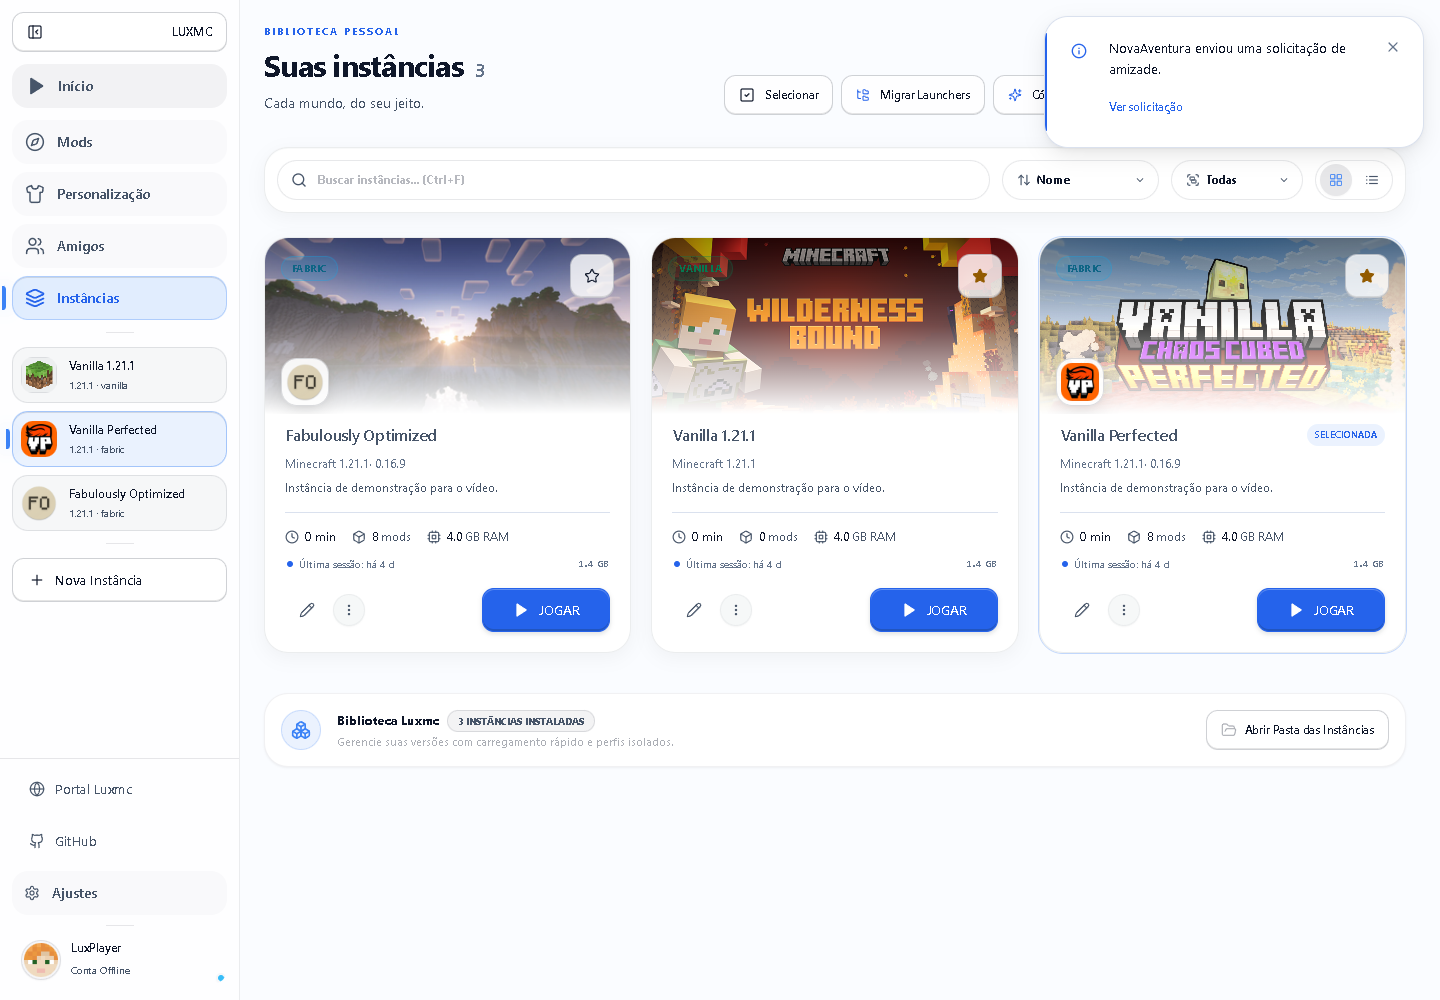 LUXMC
Início
Mods
Personalização
Amigos
Instâncias
Vanilla 1.21.1
1.21.1 · vanilla
VP
Vanilla Perfected
1.21.1 · fabric
FO
Fabulously Optimized
1.21.1 · fabric
Nova Instância
Portal Luxmc
GitHub
Ajustes
LuxPlayer
Conta Offline
BIBLIOTECA PESSOAL
Suas instâncias 3
Cada mundo, do seu jeito.
Selecionar
Migrar Launchers
Có
NovaAventura enviou uma solicitação de
amizade.
Ver solicitação
Buscar instâncias... (Ctrl+F)
Nome
Todas
FABRIC
FO
Fabulously Optimized
Minecraft 1.21.1· 0.16.9
Instância de demonstração para o vídeo.
0 min 8 mods 4.0 GB RAM
Última sessão: há 4 d 1.4 GB
JOGAR
VANILLA
MINECRAFT
WILDERNESS
BOUND
Vanilla 1.21.1
Minecraft 1.21.1
Instância de demonstração para o vídeo.
0 min 0 mods 4.0 GB RAM
Última sessão: há 4 d 1.4 GB
JOGAR
FABRIC
VANILLA
CHAOS CUBED
PERFECTED
VP
Vanilla Perfected SELECIONADA
Minecraft 1.21.1· 0.16.9
Instância de demonstração para o vídeo.
0 min 8 mods 4.0 GB RAM
Última sessão: há 4 d 1.4 GB
JOGAR
Biblioteca Luxmc 3 INSTÂNCIAS INSTALADAS
Gerencie suas versões com carregamento rápido e perfis isolados.
Abrir Pasta das Instâncias